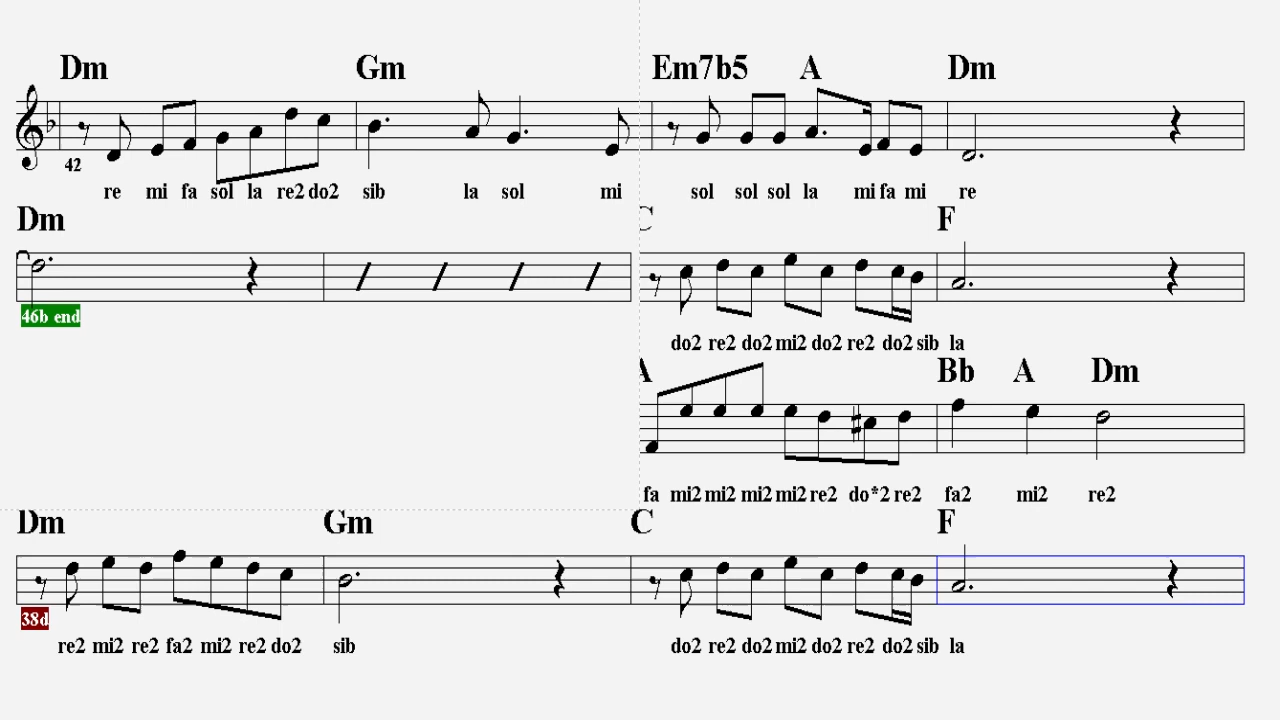 Dm Gm Em7b5 A Dm
42
re mi fa sol la re2 do2 sib la sol mi sol sol sol la mi fa mi re
Dm C F
46b end
do2 re2 do2 mi2 do2 re2 do2 sib la
A Bb A Dm
fa mi2 mi2 mi2 mi2 re2 do*2 re2 fa2 mi2 re2
Dm Gm C F
38d
re2 mi2 re2 fa2 mi2 re2 do2 sib do2 re2 do2 mi2 do2 re2 do2 sib la